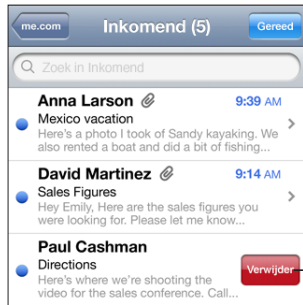 me.com Inkomend (5) Gereed
Zoek in Inkomend
Anna Larson 9:39 AM
Mexico vacation
Here's a photo I took of Sandy kayaking. We
also rented a boat and did a bit of fishing...
David Martinez 9:14 AM
Sales Figures
Hey Emily, Here are the sales figures you
were looking for. Please let me know...
Paul Cashman
Directions
Verwijder
Here's where we're shooting the
video for the sales conference. Call...